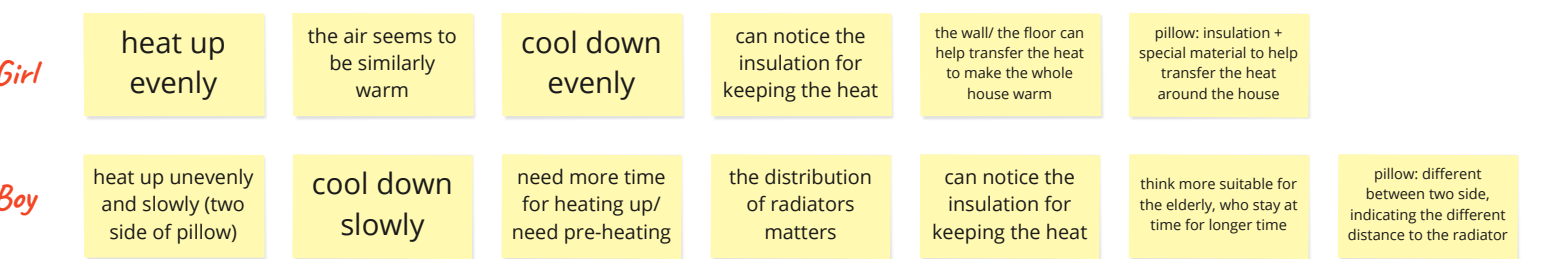 Girl
heat up
evenly
the air seems to
be similarly
warm
cool down
evenly
can notice the
insulation for
keeping the heat
the wall/ the floor can
help transfer the heat
to make the whole
house warm
pillow: insulation +
special material to help
transfer the heat
around the house
Boy
heat up unevenly
and slowly (two
side of pillow)
cool down
slowly
need more time
for heating up/
need pre-heating
the distribution
of radiators
matters
can notice the
insulation for
keeping the heat
think more suitable for
the elderly, who stay at
time for longer time
pillow: different
between two side,
indicating the different
distance to the radiator